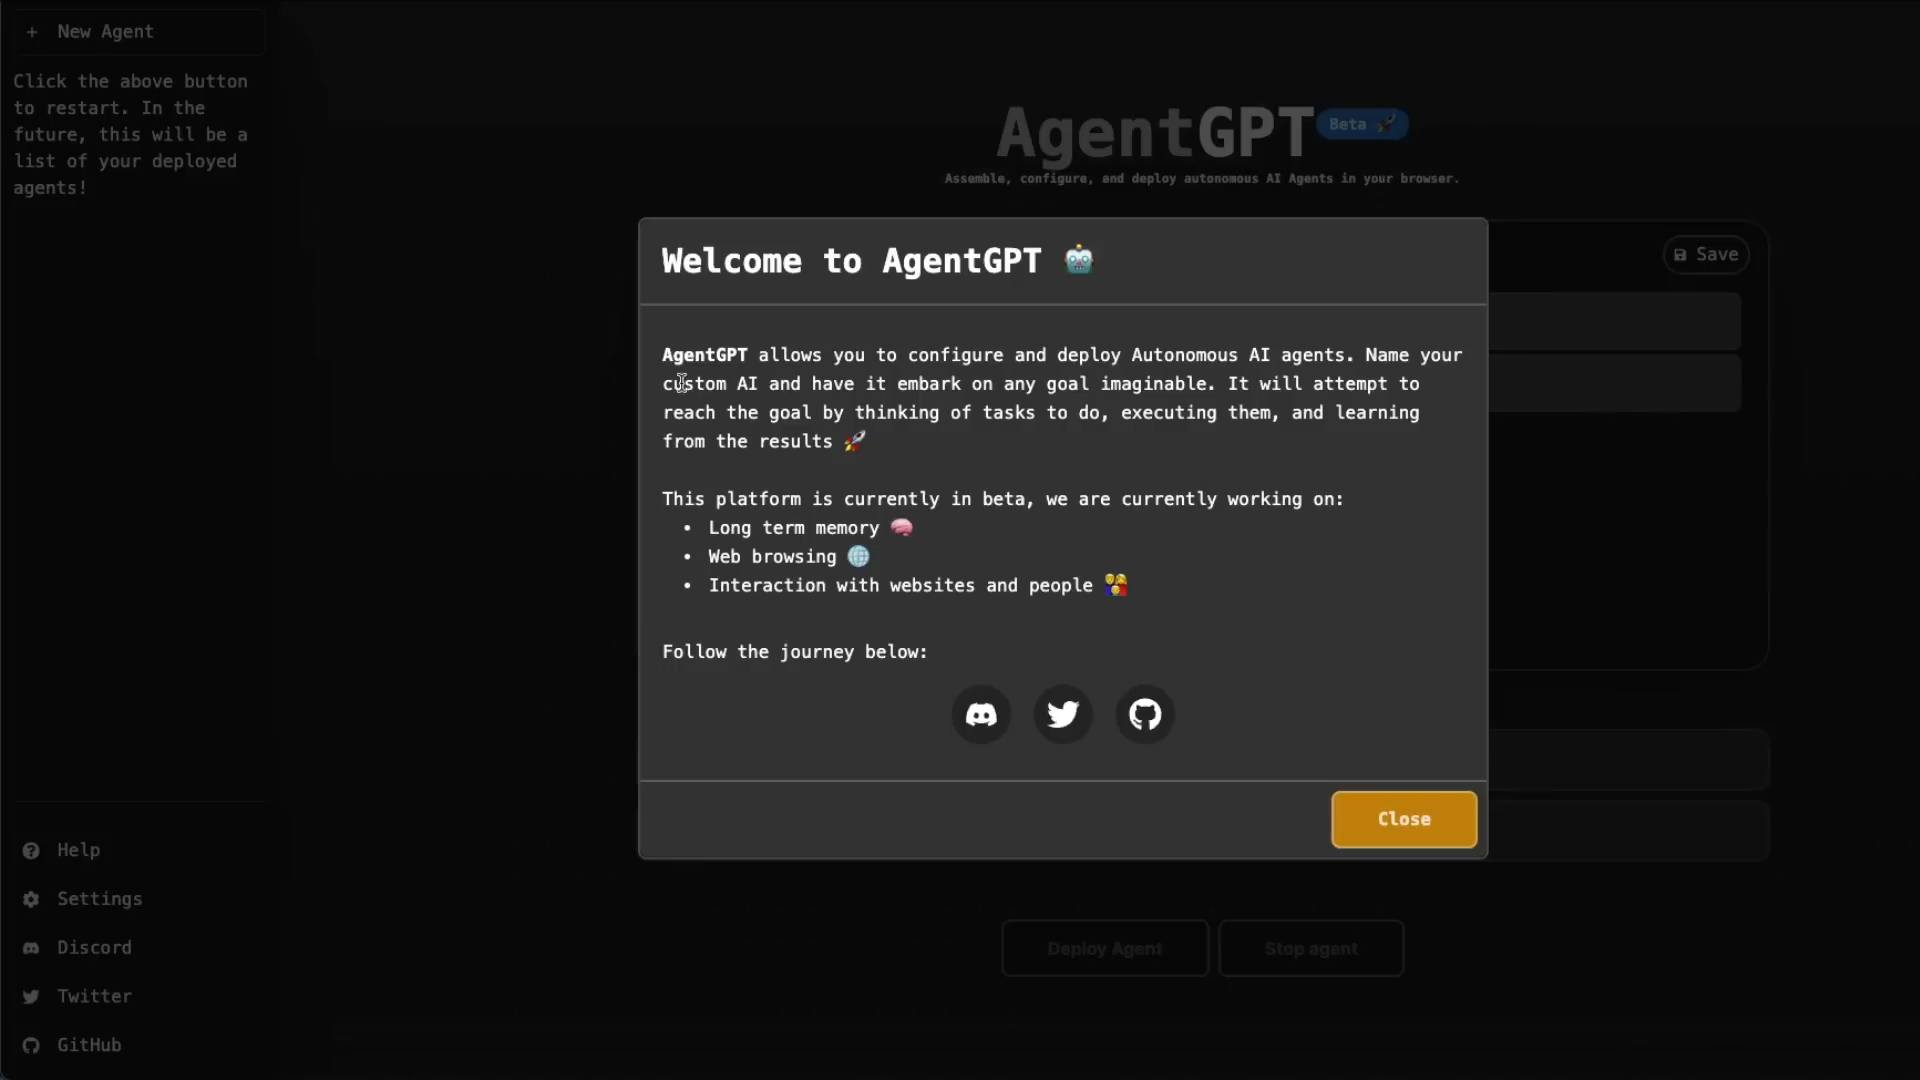 + New Agent
Click the above button
to restart. In the
future, this will be a
list of your deployed
agents!
AgentGPT
Beta 🚀
Assemble, configure, and deploy autonomous AI Agents in your browser.
Save
Welcome to AgentGPT 🤖
AgentGPT allows you to configure and deploy Autonomous AI agents. Name your
custom AI and have it embark on any goal imaginable. It will attempt to
reach the goal by thinking of tasks to do, executing them, and learning
from the results 🚀
This platform is currently in beta, we are currently working on:
• Long term memory 🧠
• Web browsing 🌐
• Interaction with websites and people 👨‍👩‍👦
Follow the journey below:
Close
Deploy Agent
Stop agent
Help
Settings
Discord
Twitter
GitHub